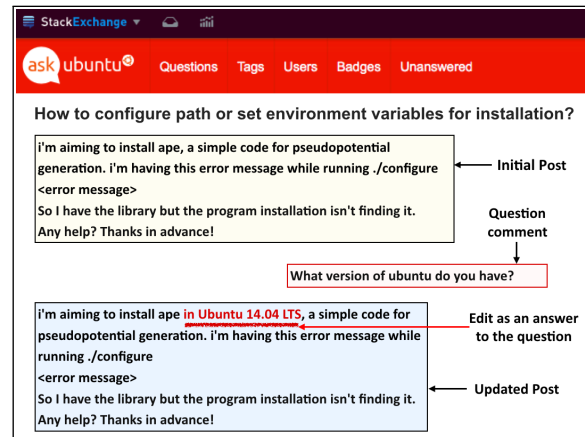 StackExchange
ask ubuntu
Questions Tags Users Badges Unanswered
How to configure path or set environment variables for installation?
i'm aiming to install ape, a simple code for pseudopotential
generation. i'm having this error message while running ./configure
<error message>
So I have the library but the program installation isn't finding it.
Any help? Thanks in advance!
Initial Post
Question
comment
What version of ubuntu do you have?
i'm aiming to install ape in Ubuntu 14.04 LTS, a simple code for
pseudopotential generation. i'm having this error message while
running ./configure
<error message>
So I have the library but the program installation isn't finding it.
Any help? Thanks in advance!
Edit as an answer
to the question
Updated Post